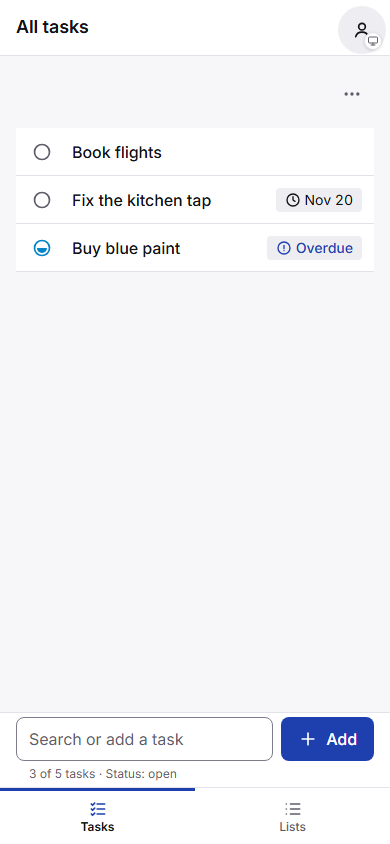 All tasks
Book flights
Fix the kitchen tap
Nov 20
Buy blue paint
Overdue
Search or add a task
Add
3 of 5 tasks · Status: open
Tasks
Lists